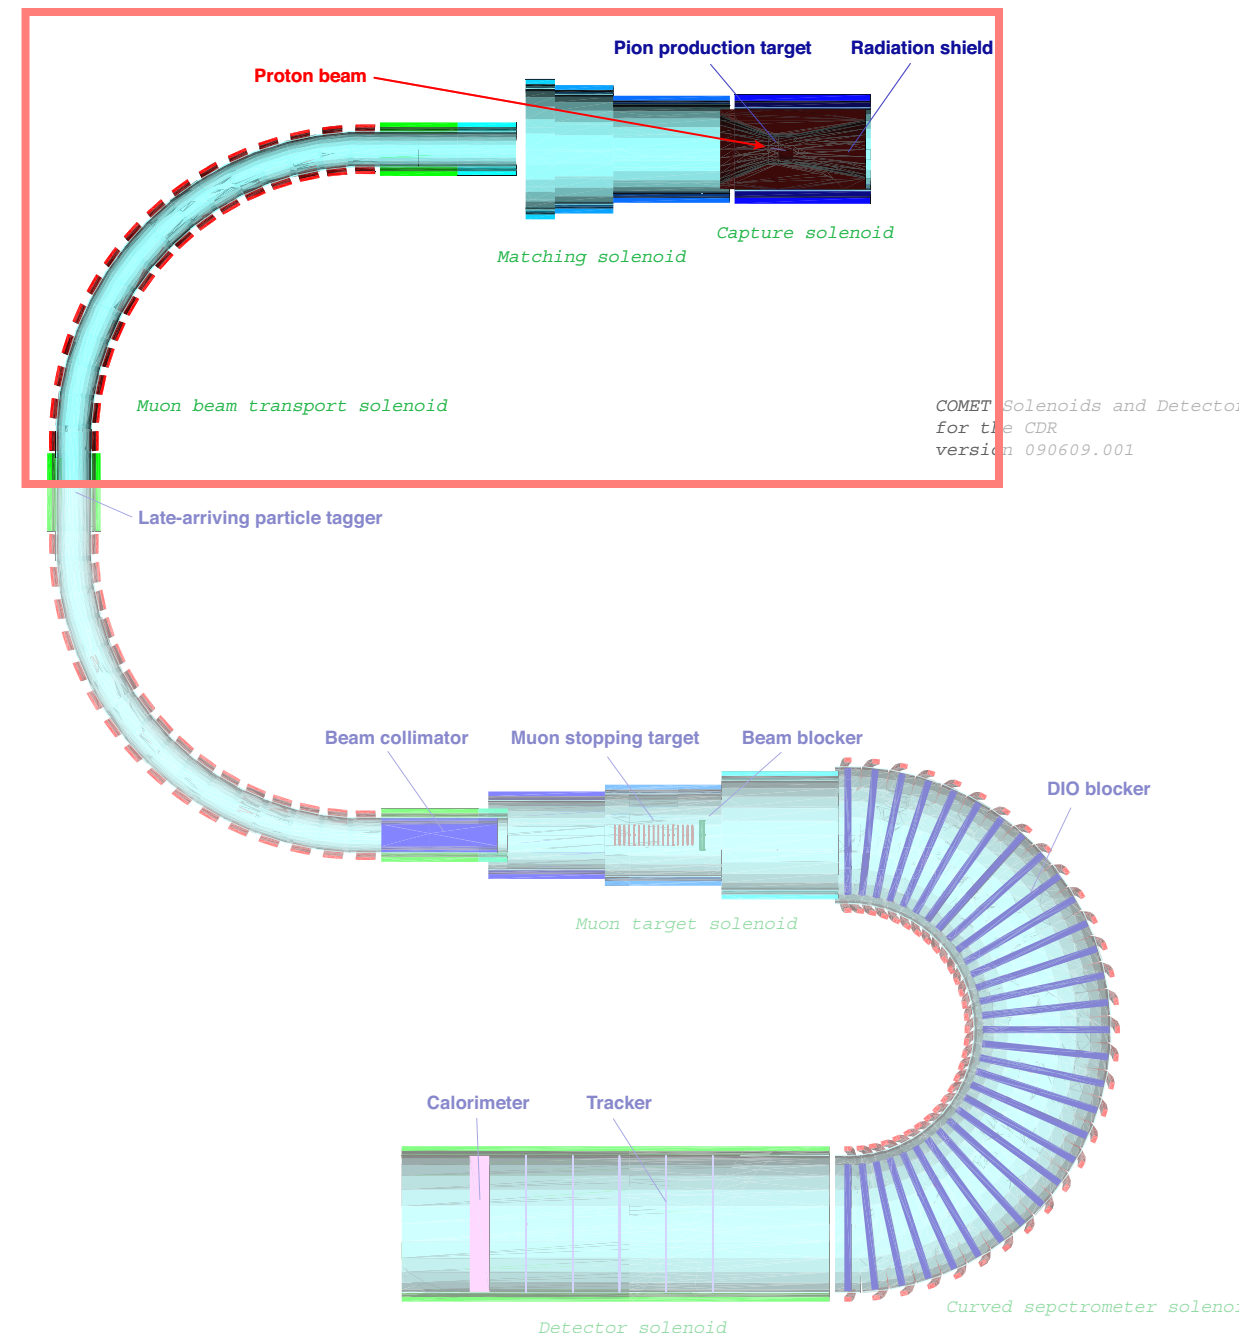 Pion production target
Radiation shield
Proton beam
Capture solenoid
Matching solenoid
Muon beam transport solenoid
COMET Solenoids and Detector
for the CDR
version 090609.001
Late-arriving particle tagger
Beam collimator
Muon stopping target
Beam blocker
DIO blocker
Muon target solenoid
Calorimeter
Tracker
Curved sepctrometer solenoi
Detector solenoid